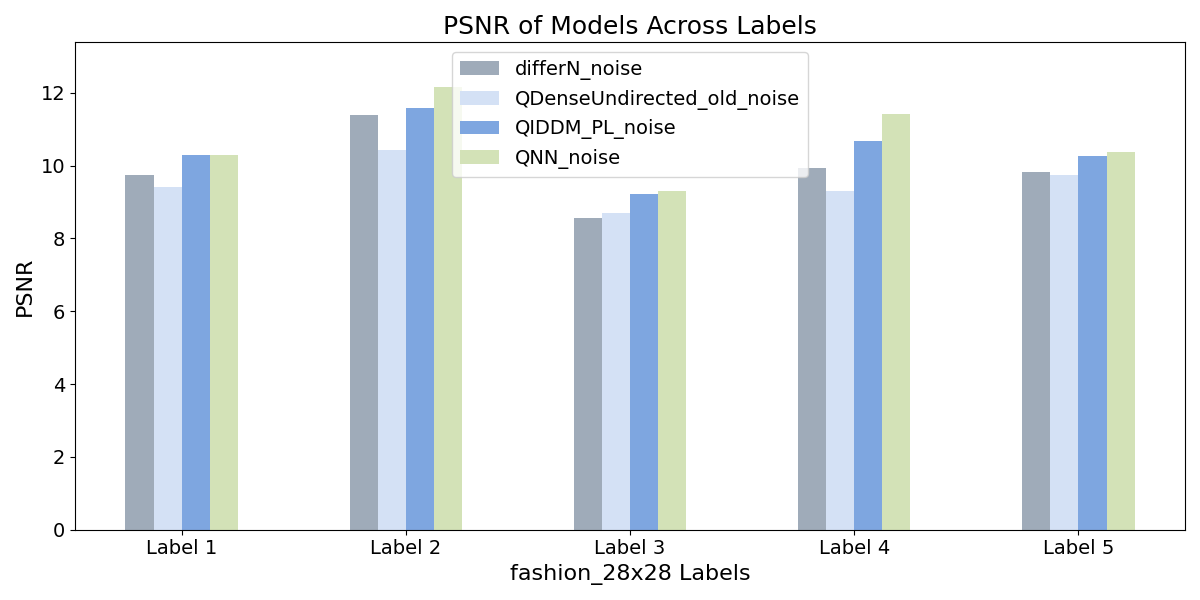 PSNR of Models Across Labels
differN_noise
QDenseUndirected_old_noise
QIDDM_PL_noise
QNN_noise
PSNR
12
10
8
6
4
2
0
Label 1 Label 2 Label 3 Label 4 Label 5
fashion_28x28 Labels